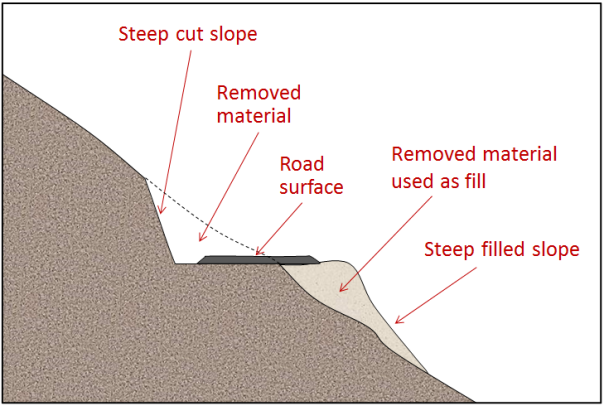 Steep cut slope
Removed
material
Road
surface
Removed material
used as fill
Steep filled slope